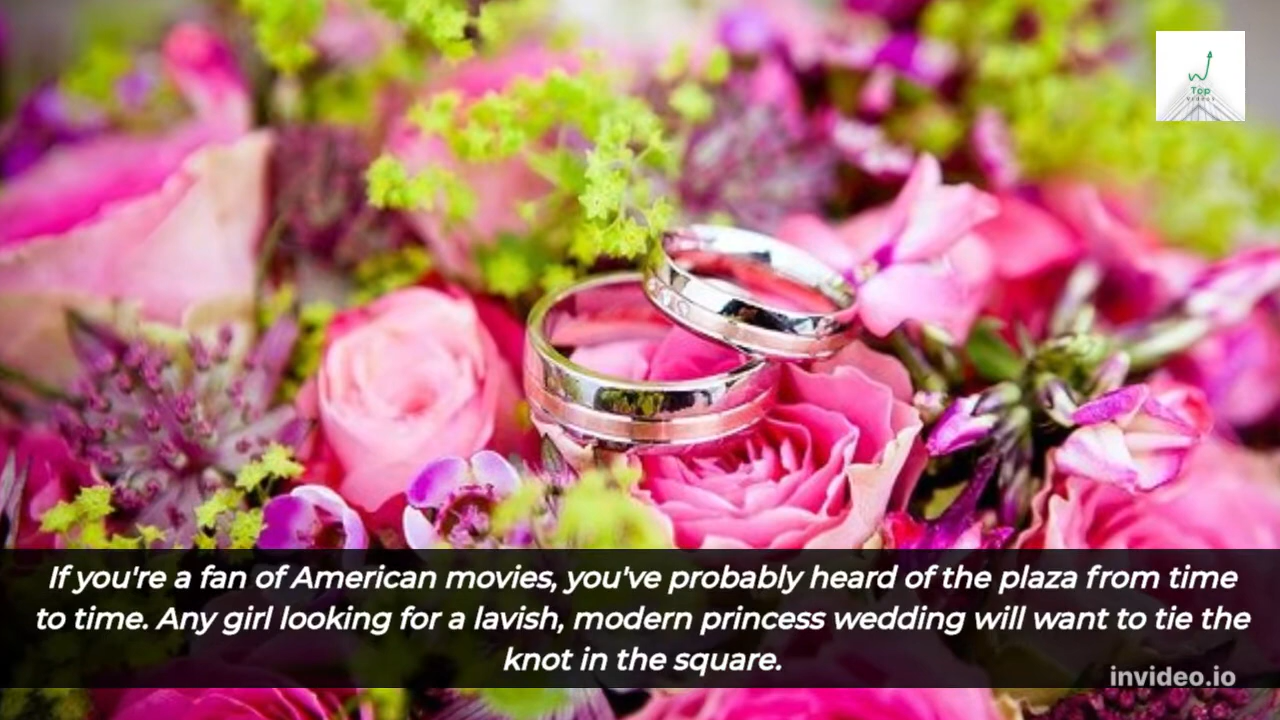 Top
Videos
If you're a fan of American movies, you've probably heard of the plaza from time
to time. Any girl looking for a lavish, modern princess wedding will want to tie the
knot in the square.
invideo.io